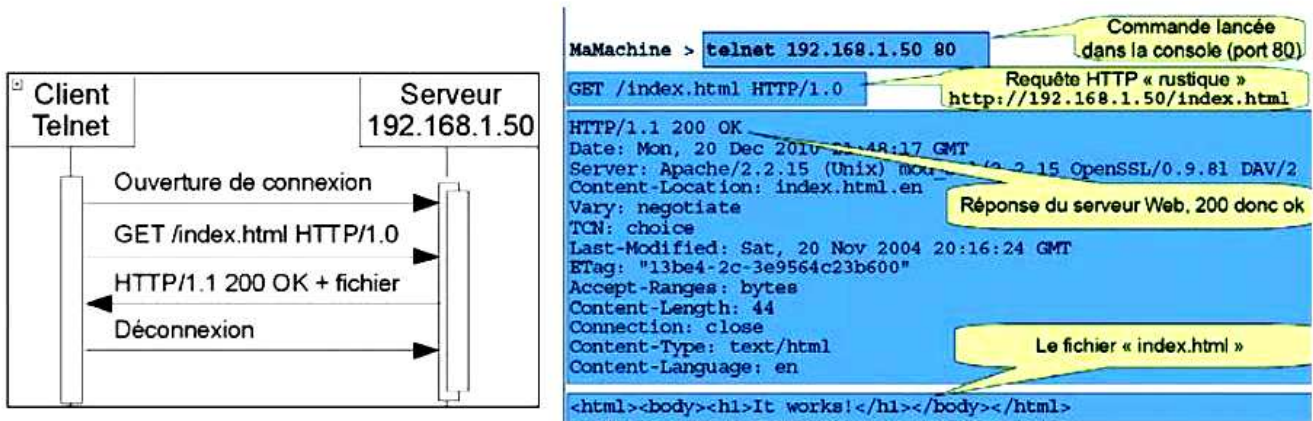 Client
Telnet
Serveur
192.168.1.50
Ouverture de connexion
GET /index.html HTTP/1.0
HTTP/1.1 200 OK + fichier
Déconnexion
MaMachine > telnet 192.168.1.50 80
Commande lancée
dans la console (port 80)
GET /index.html HTTP/1.0
Requête HTTP « rustique »
http://192.168.1.50/index.html
HTTP/1.1 200 OK
Date: Mon, 20 Dec 2010 GMT
Server: Apache/2.2.15 (Unix) OpenSSL/0.9.8l DAV/2
Content-Location: index.html.en
Vary: negotiate
TCN: choice
Réponse du serveur Web, 200 donc ok
Last-Modified: Sat, 20 Nov 2004 20:16:24 GMT
ETag: "13be4-2c-3e9564c23b600"
Accept-Ranges: bytes
Content-Length: 44
Connection: close
Content-Type: text/html
Content-Language: en
Le fichier « index.html »
<html><body><h1>It works!</h1></body></html>